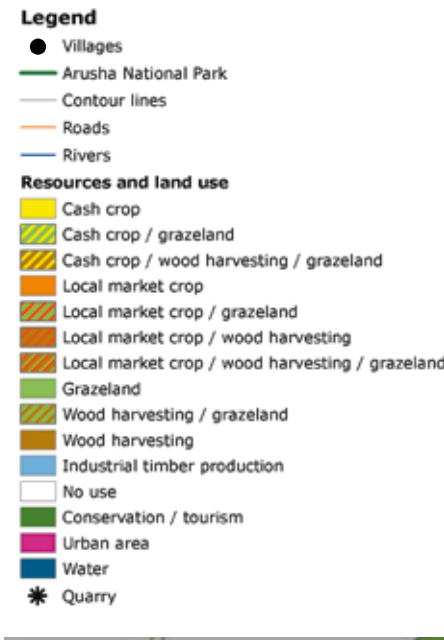 Legend
Villages
Arusha National Park
Contour lines
Roads
Rivers
Resources and land use
Cash crop
Cash crop / grazeland
Cash crop / wood harvesting / grazeland
Local market crop
Local market crop / grazeland
Local market crop / wood harvesting
Local market crop / wood harvesting / grazeland
Grazeland
Wood harvesting / grazeland
Wood harvesting
Industrial timber production
No use
Conservation / tourism
Urban area
Water
Quarry